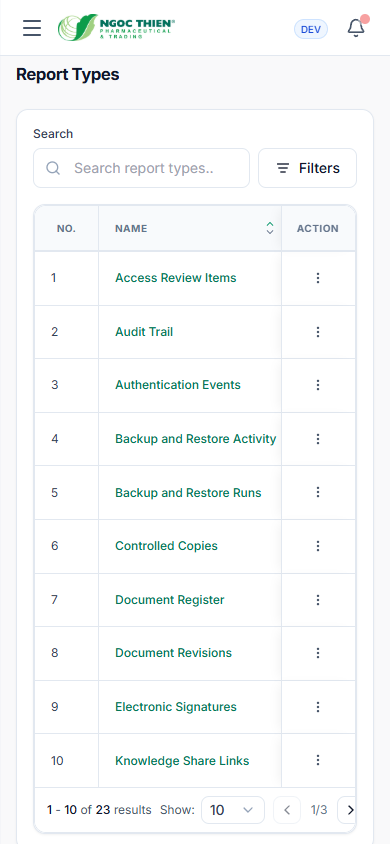 NGOC THIEN®
PHARMACEUTICAL
& TRADING
DEV
Report Types
Search
Search report types.. Filters
NO. NAME ACTION
1 Access Review Items
2 Audit Trail
3 Authentication Events
4 Backup and Restore Activity
5 Backup and Restore Runs
6 Controlled Copies
7 Document Register
8 Document Revisions
9 Electronic Signatures
10 Knowledge Share Links
1 - 10 of 23 results Show: 10 1/3